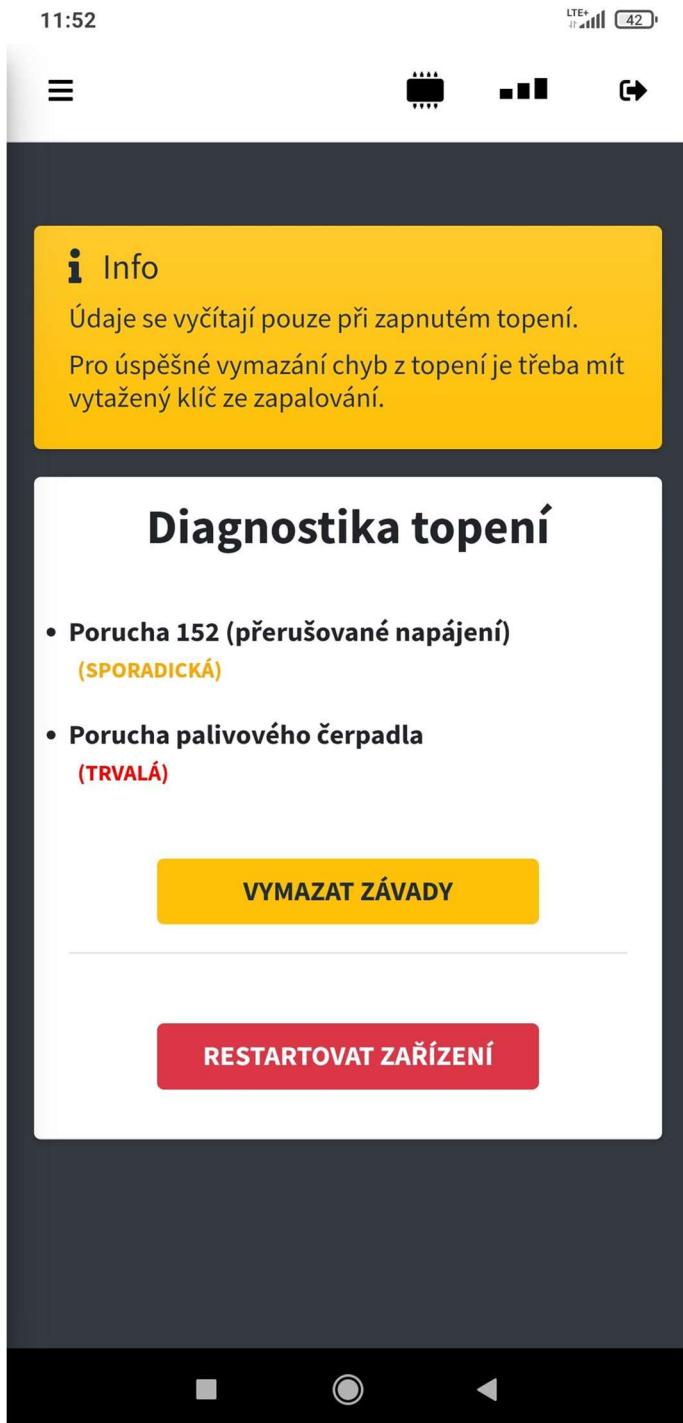 11:52
LTE+
42
Info
Údaje se vyčítají pouze při zapnutém topení.
Pro úspěšné vymazání chyb z topení je třeba mít
vytažený klíč ze zapalování.
Diagnostika topení
• Porucha 152 (přerušované napájení)
(SPORADICKÁ)
• Porucha palivového čerpadla
(TRVALÁ)
VYMAZAT ZÁVADY
RESTARTOVAT ZAŘÍZENÍ